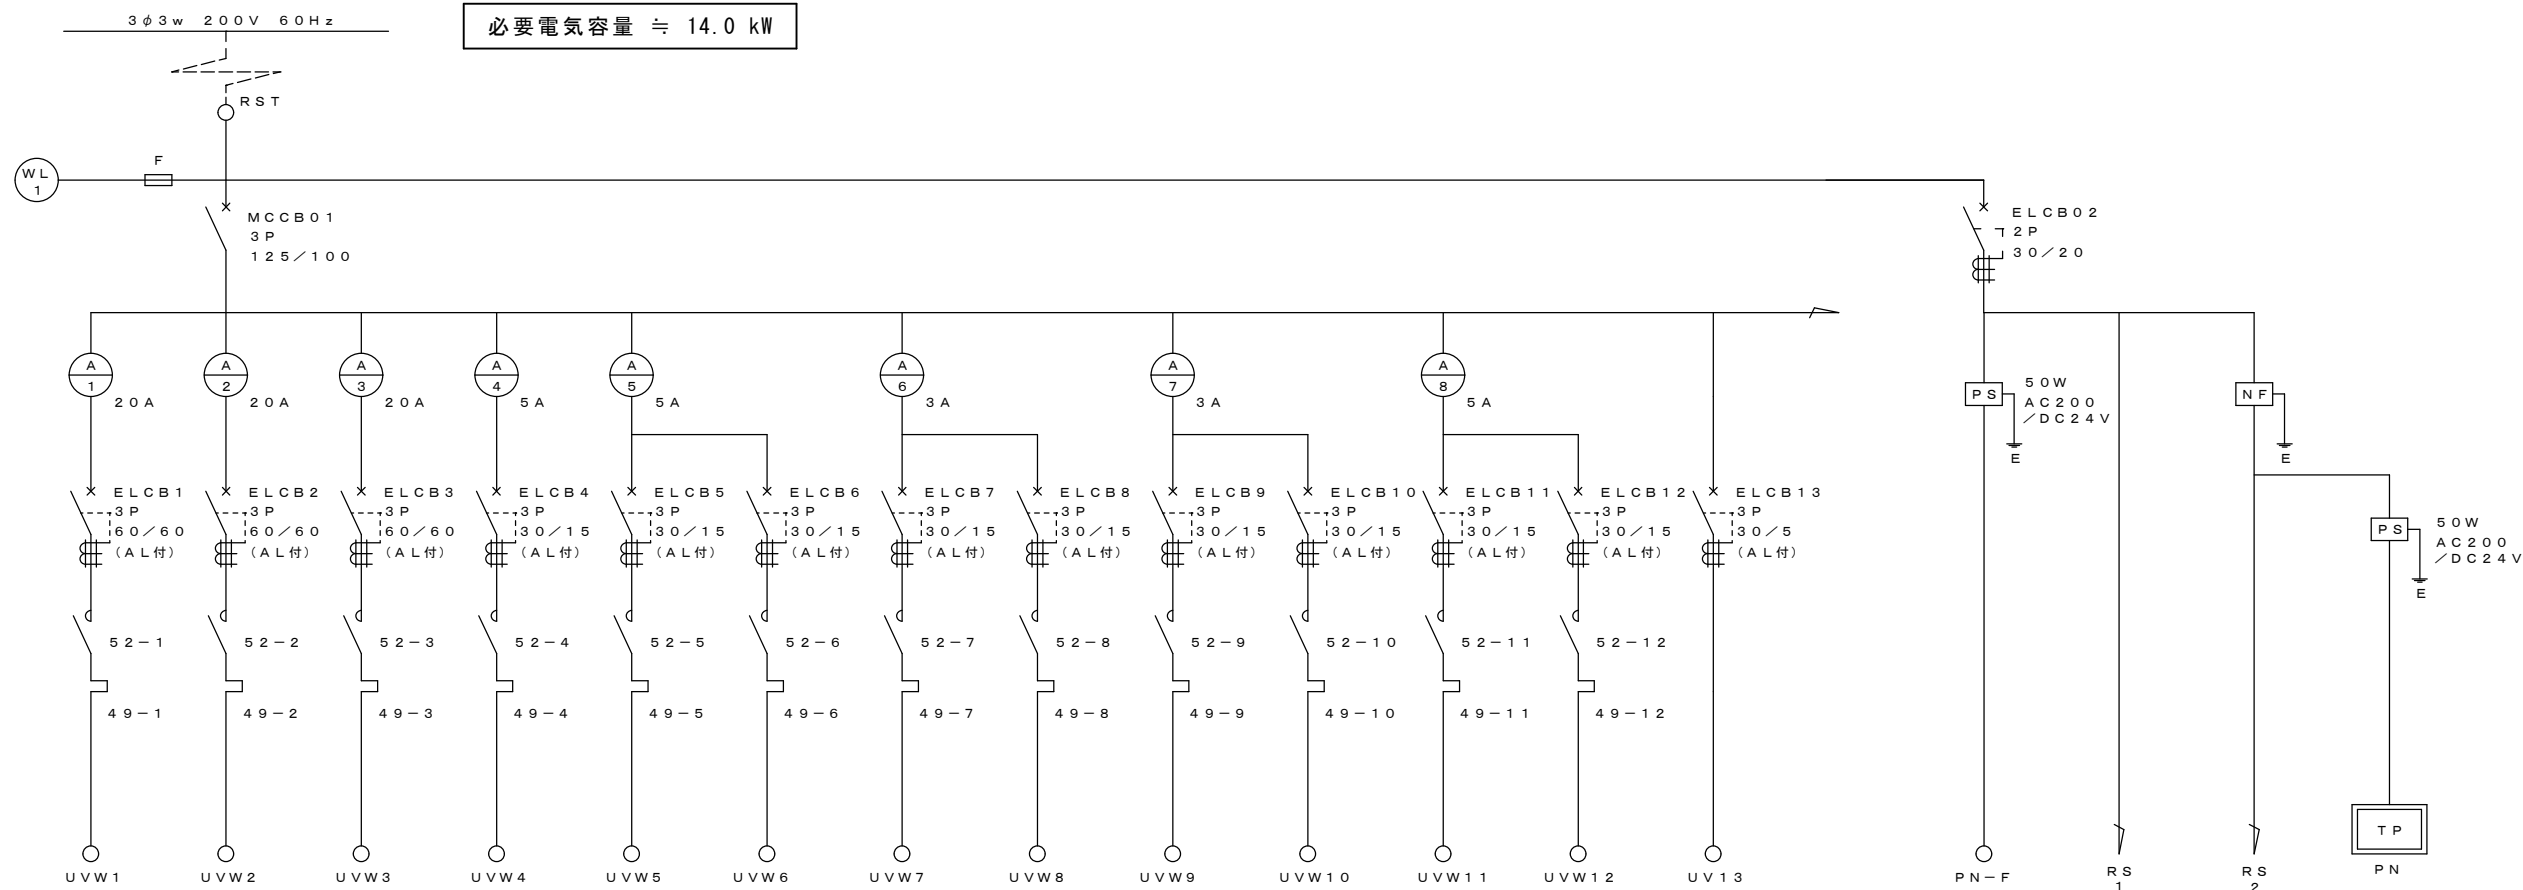 3φ3w 200V 60Hz
必要電気容量 ≒ 14.0 kW
RST
F
WL
1
MCCB01
3P
125/100
ELCB02
2P
30/20
A
1
20A
A
2
20A
A
3
20A
A
4
5A
A
5
5A
A
6
3A
A
7
3A
A
8
5A
PS
50W
AC200
/DC24V
E
NF
E
PS
50W
AC200
/DC24V
E
ELCB1
3P
60/60
(AL付)
ELCB2
3P
60/60
(AL付)
ELCB3
3P
60/60
(AL付)
ELCB4
3P
30/15
(AL付)
ELCB5
3P
30/15
(AL付)
ELCB6
3P
30/15
(AL付)
ELCB7
3P
30/15
(AL付)
ELCB8
3P
30/15
(AL付)
ELCB9
3P
30/15
(AL付)
ELCB10
3P
30/15
(AL付)
ELCB11
3P
30/15
(AL付)
ELCB12
3P
30/15
(AL付)
ELCB13
3P
30/5
(AL付)
52-1
52-2
52-3
52-4
52-5
52-6
52-7
52-8
52-9
52-10
52-11
52-12
49-1
49-2
49-3
49-4
49-5
49-6
49-7
49-8
49-9
49-10
49-11
49-12
TP
UVW1
UVW2
UVW3
UVW4
UVW5
UVW6
UVW7
UVW8
UVW9
UVW10
UVW11
UVW12
UV13
PN-F
RS
1
RS
2
PN